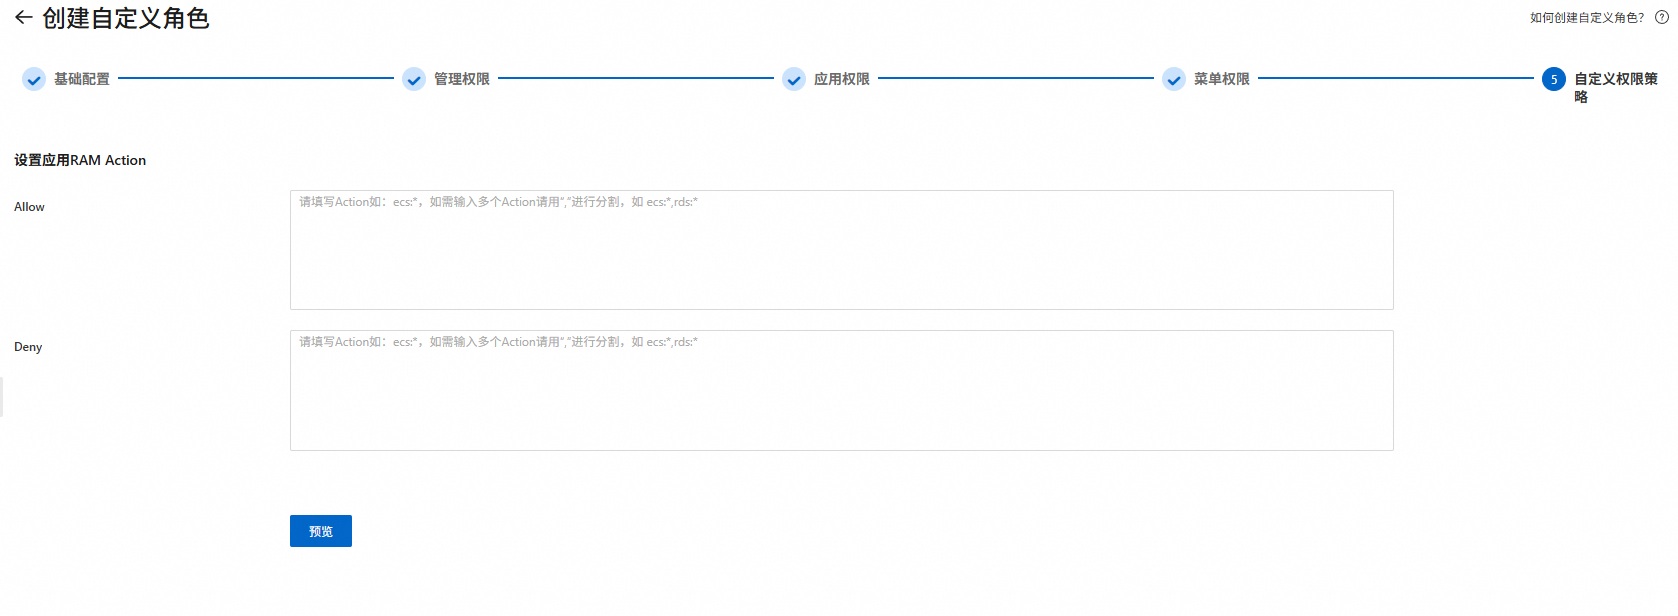 创建自定义角色
如何创建自定义角色?
基础配置
管理权限
应用权限
菜单权限
5
自定义权限策
略
设置应用RAM Action
Allow
请填写Action如：ecs:*，如需输入多个Action请用“,”进行分割，如 ecs:*,rds:*
Deny
请填写Action如：ecs:*，如需输入多个Action请用“,”进行分割，如 ecs:*,rds:*
预览